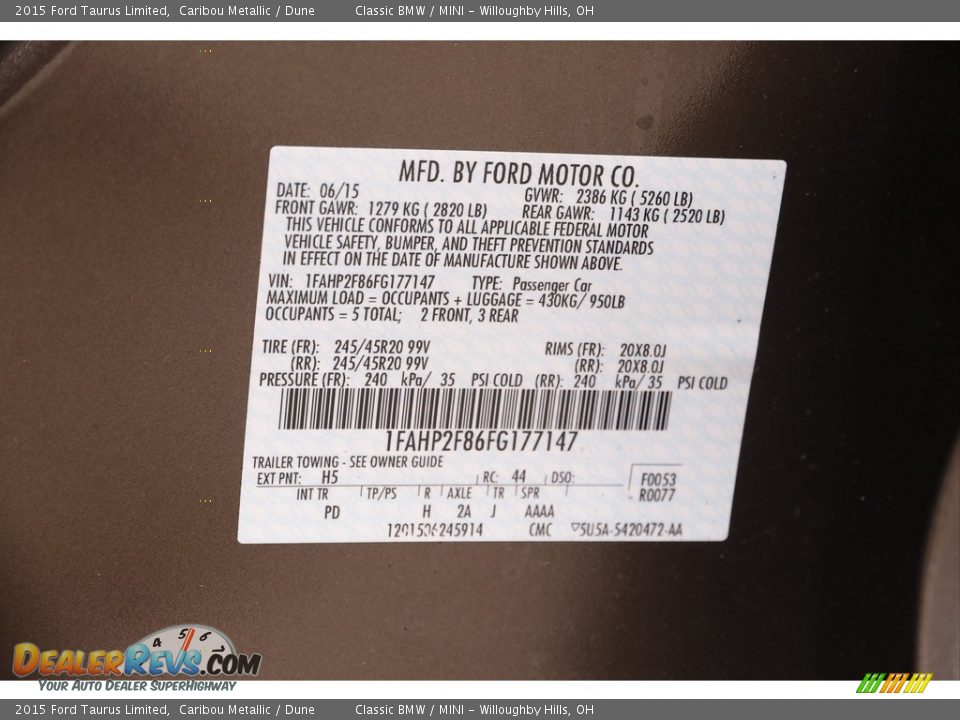 2015 Ford Taurus Limited, Caribou Metallic / Dune Classic BMW / MINI - Willoughby Hills, OH
MFD. BY FORD MOTOR CO.
DATE: 06/15 GVWR: 2386 KG ( 5260 LB)
FRONT GAWR: 1279 KG ( 2820 LB) REAR GAWR: 1143 KG ( 2520 LB)
THIS VEHICLE CONFORMS TO ALL APPLICABLE FEDERAL MOTOR
VEHICLE SAFETY, BUMPER, AND THEFT PREVENTION STANDARDS
IN EFFECT ON THE DATE OF MANUFACTURE SHOWN ABOVE.
VIN: 1FAHP2F86FG177147 TYPE: Passenger Car
MAXIMUM LOAD = OCCUPANTS + LUGGAGE = 430KG/ 950LB
OCCUPANTS = 5 TOTAL; 2 FRONT, 3 REAR
TIRE (FR): 245/45R20 99V RIMS (FR): 20X8.0J
(RR): 245/45R20 99V (RR): 20X8.0J
PRESSURE (FR): 240 kPa/ 35 PSI COLD (RR): 240 kPa/ 35 PSI COLD
1FAHP2F86FG177147
TRAILER TOWING - SEE OWNER GUIDE
EXT PNT: H5 RC: 44 DSO: F0053
INT TR TP/PS R AXLE TR SPR R0077
PD H 2A J AAAA
1201506245914 CMC 5U5A-5420472-AA
4 5 6
DEALERREVS.COM
YOUR AUTO DEALER SUPERHIGHWAY
2015 Ford Taurus Limited, Caribou Metallic / Dune Classic BMW / MINI - Willoughby Hills, OH